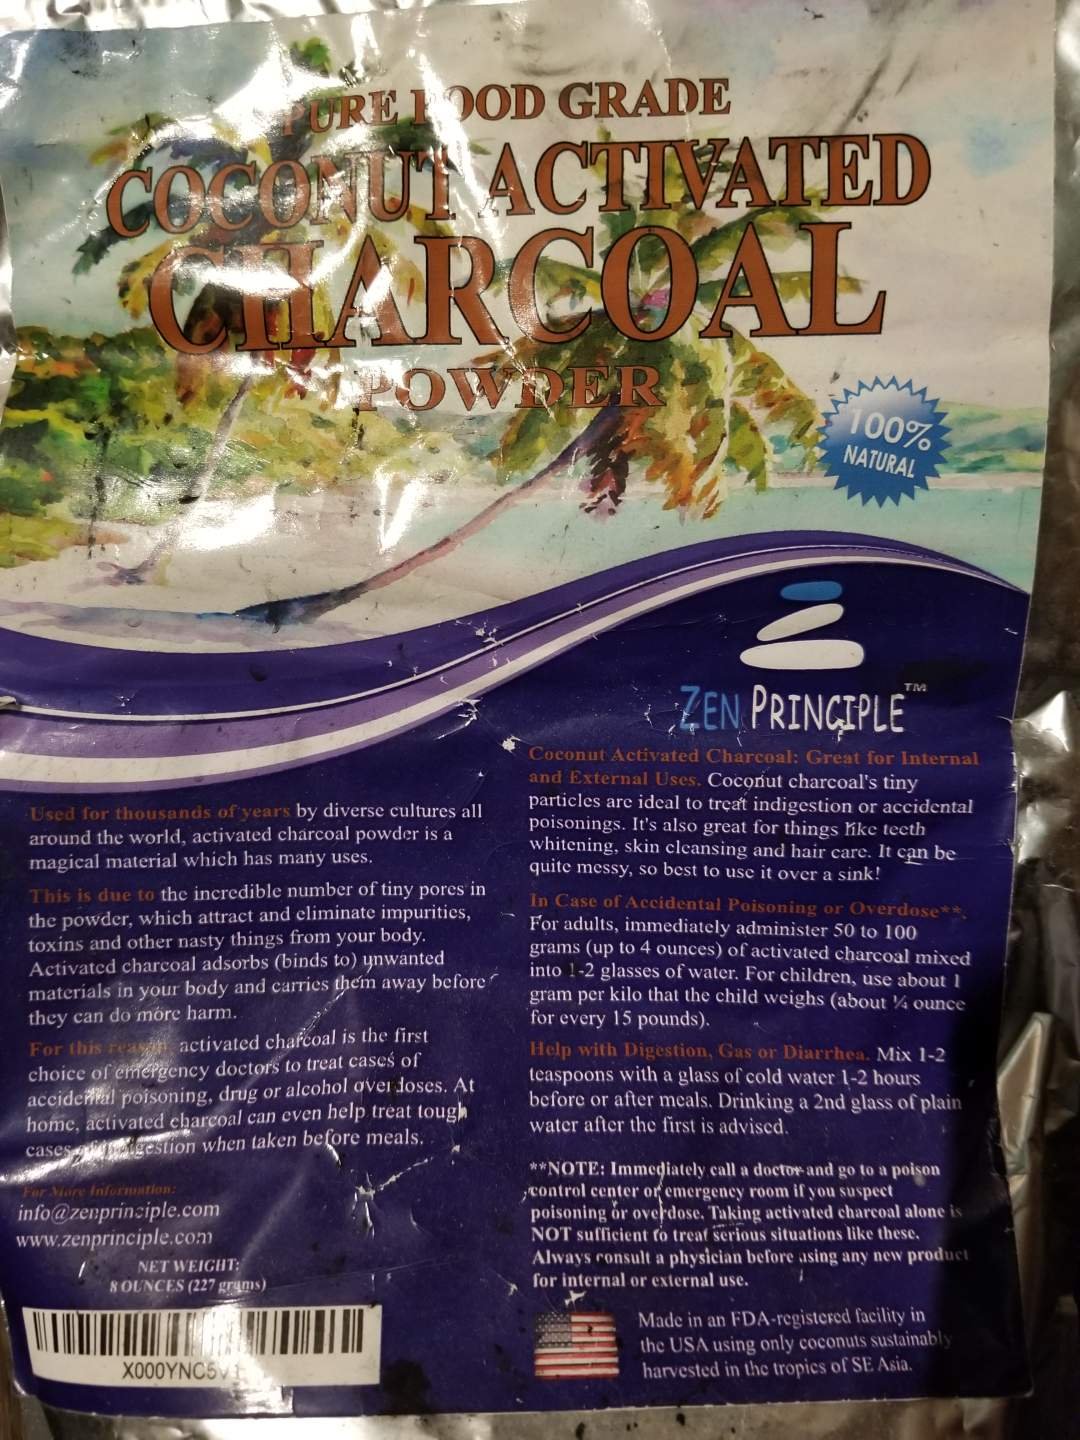 PURE FOOD GRADE
COCONUT ACTIVATED
CHARCOAL
POWDER
100%
NATURAL
ZEN PRINCIPLE™
Used for thousands of years by diverse cultures all
around the world, activated charcoal powder is a
magical material which has many uses.
This is due to the incredible number of tiny pores in
the powder, which attract and eliminate impurities,
toxins and other nasty things from your body.
Activated charcoal adsorbs (binds to) unwanted
materials in your body and carries them away before
they can do more harm.
For this reason, activated charcoal is the first
choice of emergency doctors to treat cases of
accidental poisoning, drug or alcohol overdoses. At
home, activated charcoal can even help treat tough
cases of indigestion when taken before meals.
For More Information:
info@zenprinciple.com
www.zenprinciple.com
NET WEIGHT:
8 OUNCES (227 grams)
Coconut Activated Charcoal: Great for Internal
and External Uses. Coconut charcoal's tiny
particles are ideal to treat indigestion or accidental
poisonings. It's also great for things like teeth
whitening, skin cleansing and hair care. It can be
quite messy, so best to use it over a sink!
In Case of Accidental Poisoning or Overdose**.
For adults, immediately administer 50 to 100
grams (up to 4 ounces) of activated charcoal mixed
into 1-2 glasses of water. For children, use about 1
gram per kilo that the child weighs (about ¼ ounce
for every 15 pounds).
Help with Digestion, Gas or Diarrhea. Mix 1-2
teaspoons with a glass of cold water 1-2 hours
before or after meals. Drinking a 2nd glass of plain
water after the first is advised.
**NOTE: Immediately call a doctor and go to a poison
control center or emergency room if you suspect
poisoning or overdose. Taking activated charcoal alone is
NOT sufficient to treat serious situations like these.
Always consult a physician before using any new product
for internal or external use.
Made in an FDA-registered facility in
the USA using only coconuts sustainably
harvested in the tropics of SE Asia.